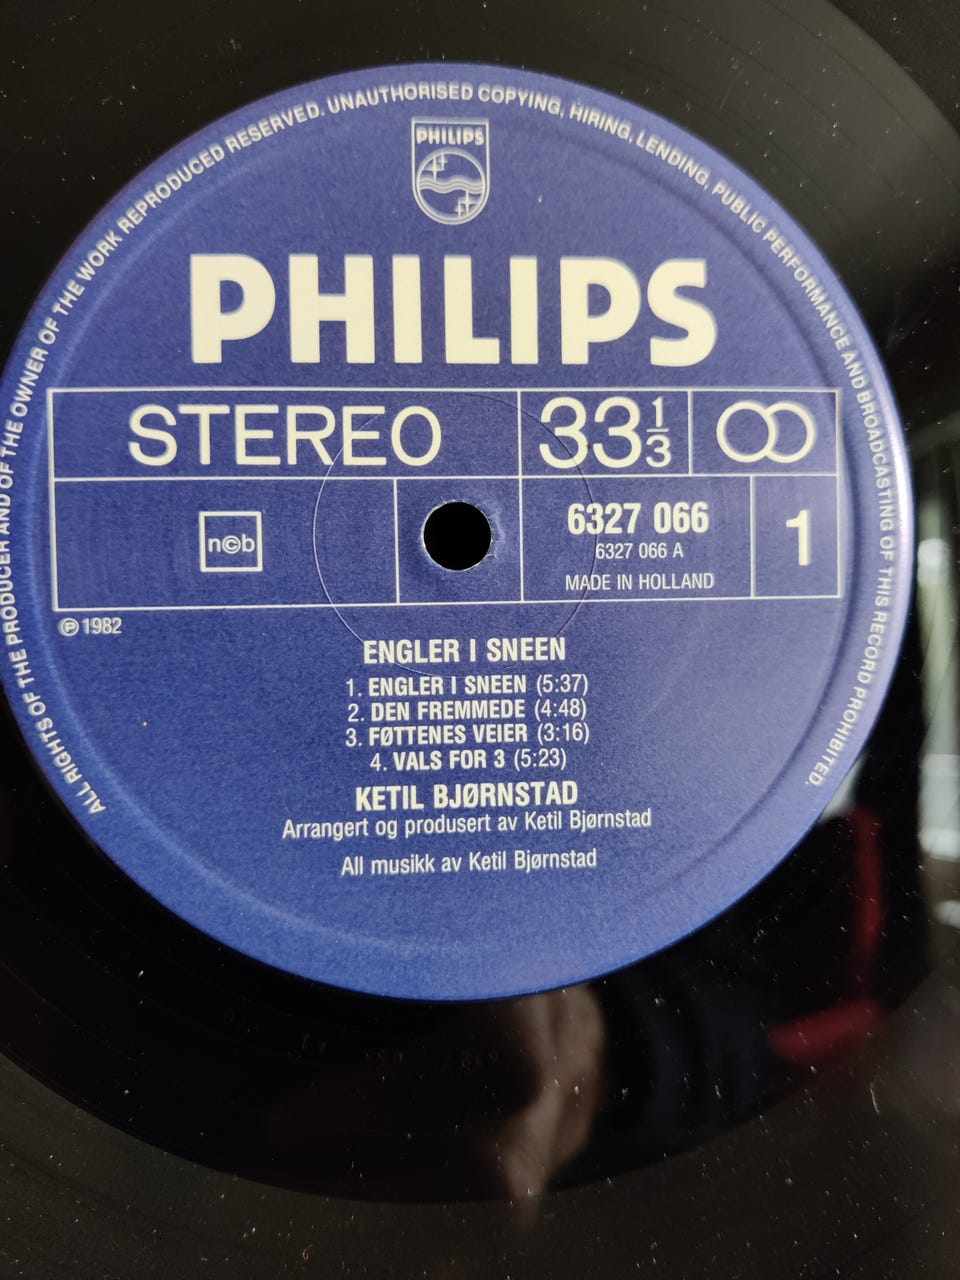 ALL RIGHTS OF THE PRODUCER AND OF THE OWNER OF THE WORK REPRODUCED RESERVED. UNAUTHORISED COPYING, HIRING, LENDING, PUBLIC PERFORMANCE AND BROADCASTING OF THIS RECORD PROHIBITED.
PHILIPS
PHILIPS
STEREO 33 1/3
n©b 6327 066 1
6327 066 A
MADE IN HOLLAND
℗ 1982
ENGLER I SNEEN
1. ENGLER I SNEEN (5:37)
2. DEN FREMMEDE (4:48)
3. FØTTENES VEIER (3:16)
4. VALS FOR 3 (5:23)
KETIL BJØRNSTAD
Arrangert og produsert av Ketil Bjørnstad
All musikk av Ketil Bjørnstad